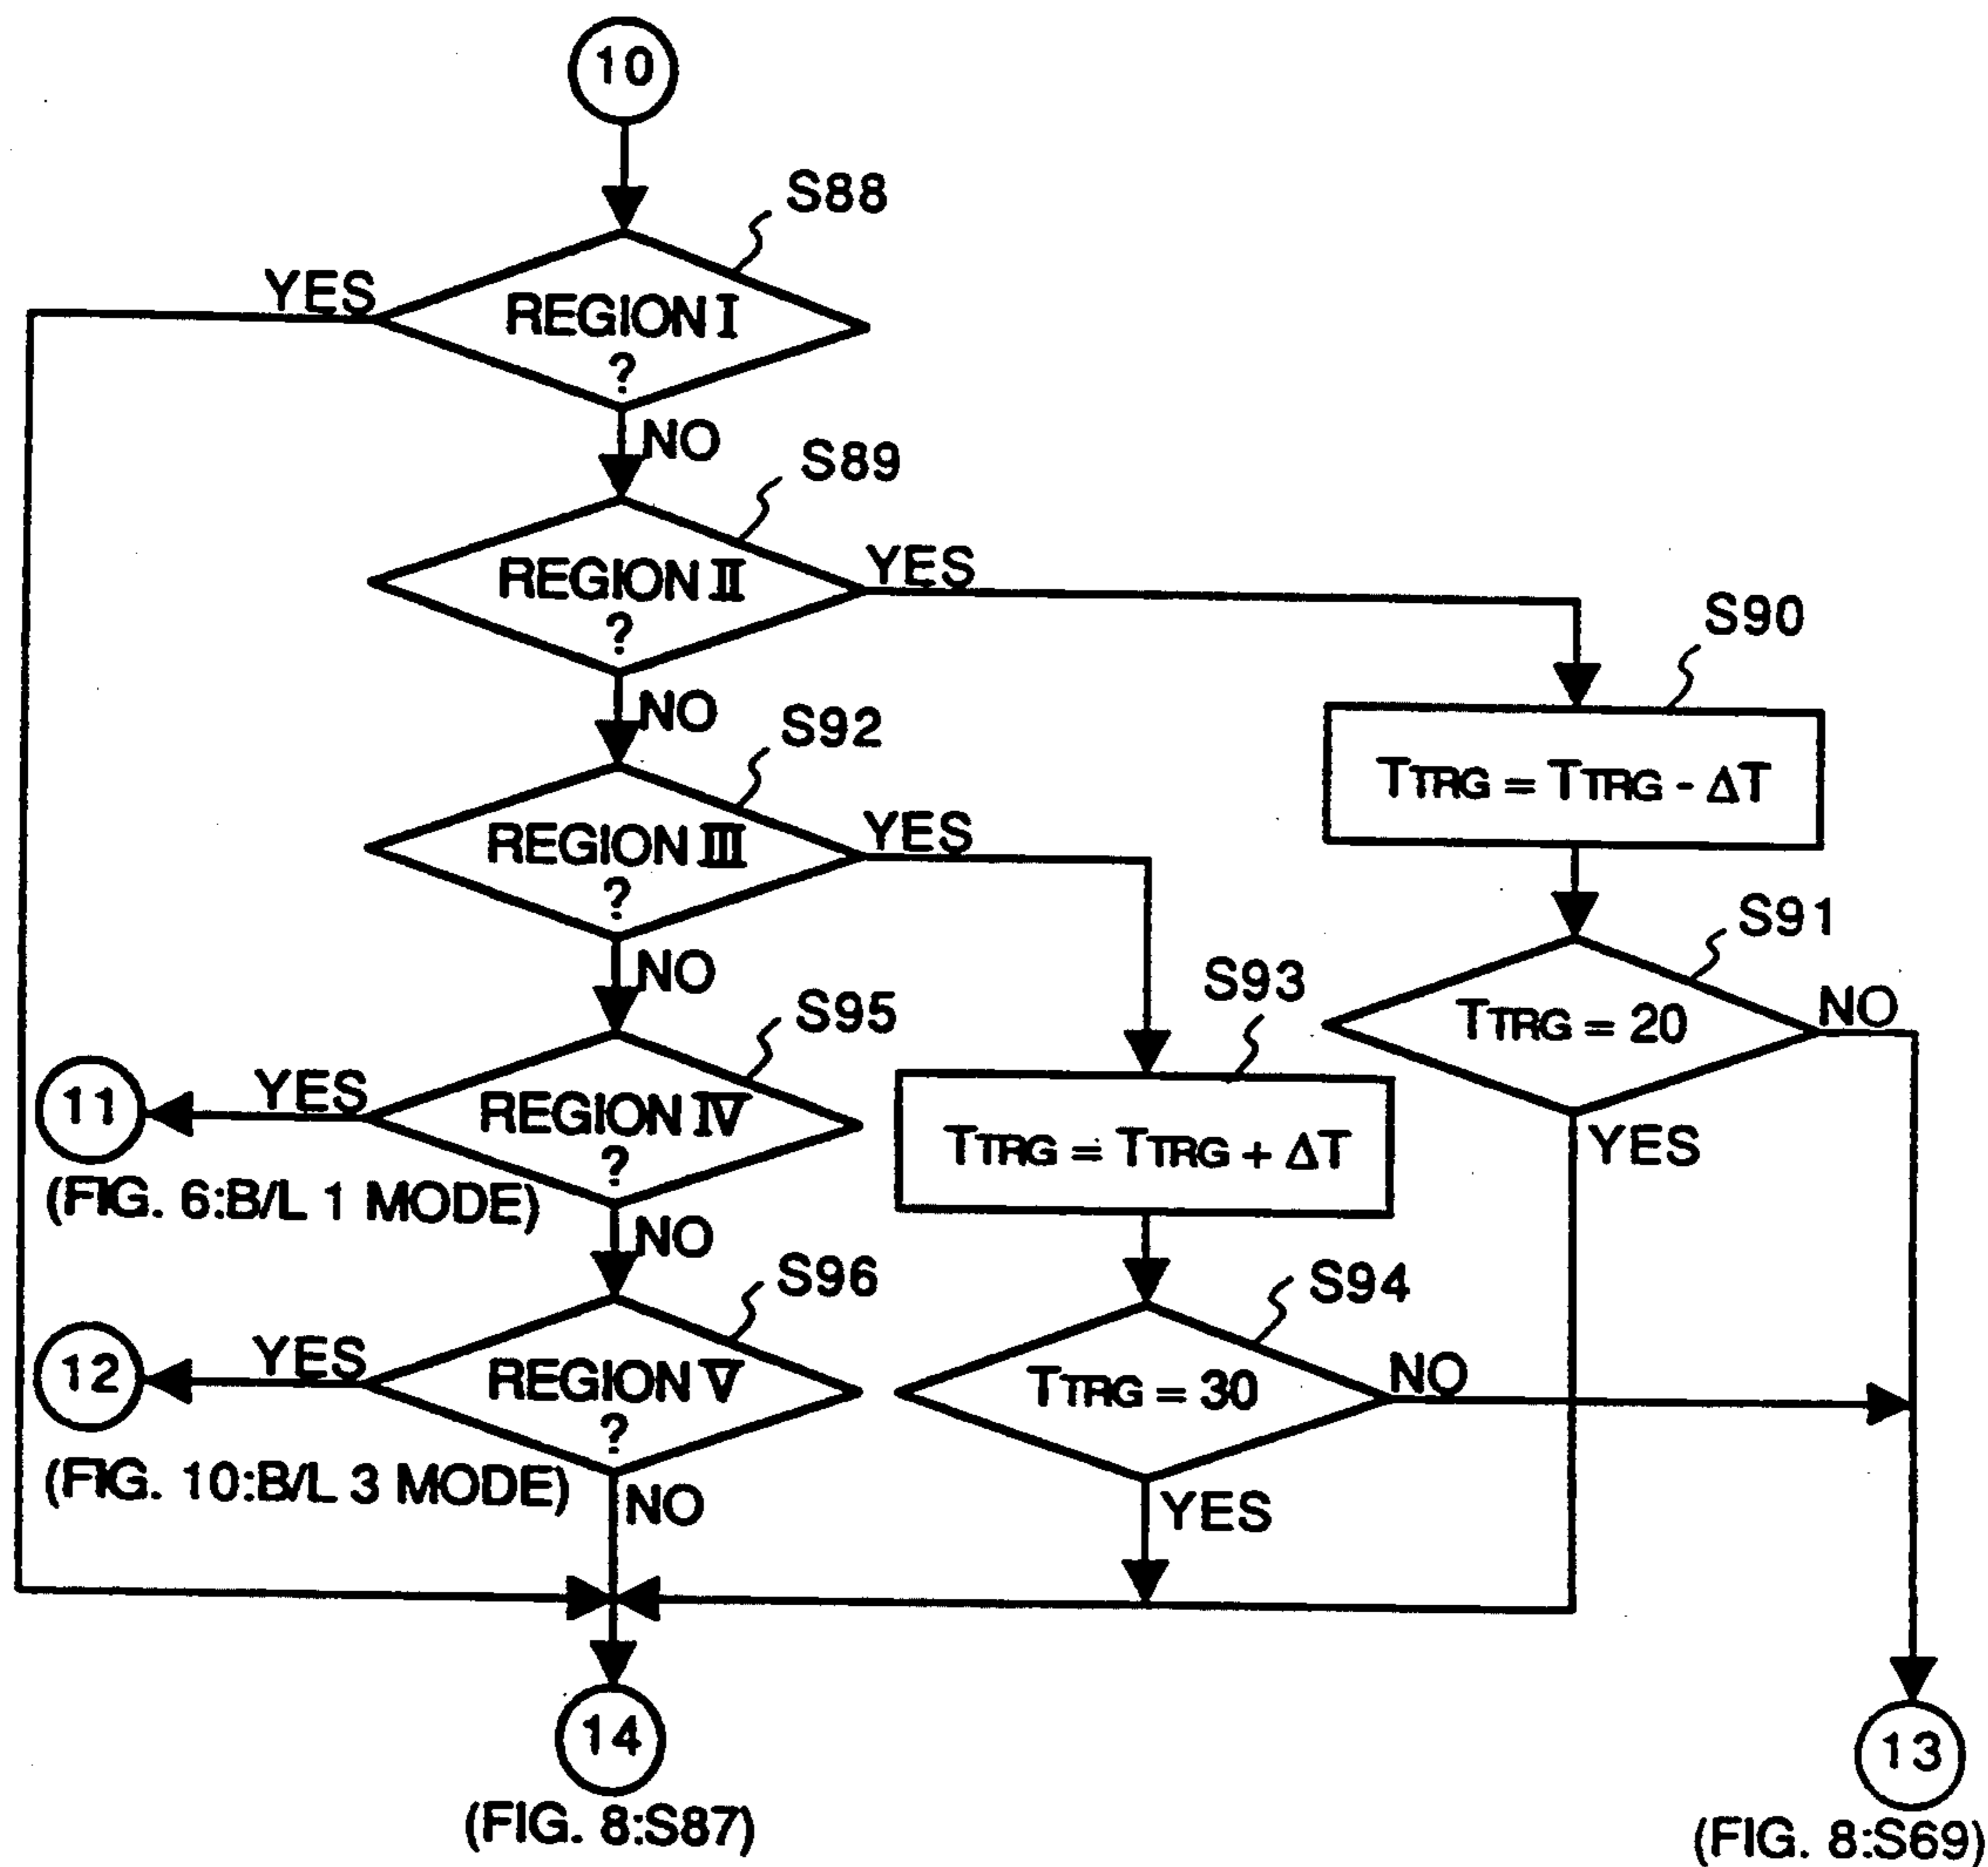 10
S88
YES
REGION I
?
NO
S89
REGION II
?
YES
NO
S90
TTRG = TTRG - ΔT
S92
REGION III
?
YES
NO
S91
TTRG = 20
NO
YES
S93
TTRG = TTRG + ΔT
S95
REGION IV
?
YES
11
(FIG. 6:B/L 1 MODE)
NO
S94
TTRG = 30
NO
YES
S96
REGION V
?
YES
12
(FIG. 10:B/L 3 MODE)
NO
14
(FIG. 8:S87)
13
(FIG. 8:S69)